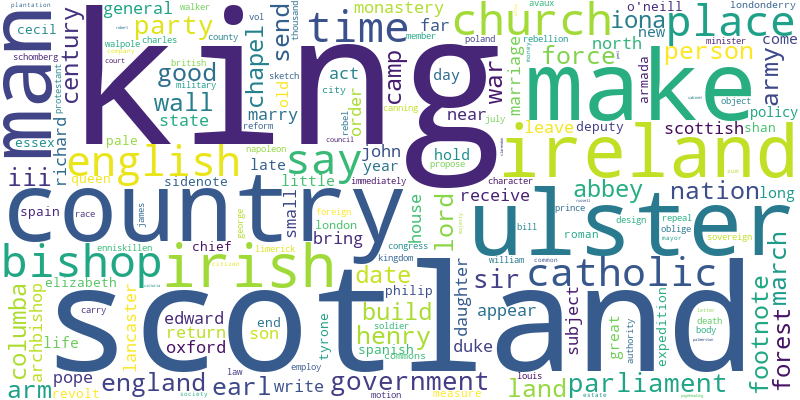 plantation
general
walker
party
monastery
far
avaux
o'neill
londonderry
cecil
robert
vol
thousand
time
send
church
iona
place
walpole
charles
county
member
rebellion
new
minister
century
schomberg
court
company
british
sketch
poland
north
come
man
king
good
chapel
act
camp
war
person
army
military
city
day
force
armada
make
object
protestant
wall
old
order
near
marriage
policy
state
marry
rebel
canning
july
scottish
shan
essex
reform
council
richard
pale
john
hold
leave
deputy
english
napoleon
say
year
propose
ireland
iii
queen
late
little
immediately
character
abbey
nation
long
sidenote
receive
country
spain
race
james
george
foreign
small
london
bring
house
lord
prince
design
repeal
oblige
mayor
russell
roman
bill
ulster
sovereign
majesty
bishop
enniskillen
irish
chief
limerick
congress
kingdom
william
common
elizabeth
citizen
date
sir
catholic
columba
archbishop
carry
edward
return
oxford
end
son
tyrone
build
philip
henry
soldier
spanish
commons
daughter
duke
appear
subject
great
authority
expedition
letter
death
body
palmerston
footnote
forest
march
scotland
life
lancaster
arm
pope
revolt
england
society
earl
law
write
employ
government
motion
measure
louis
land
estate
parliament